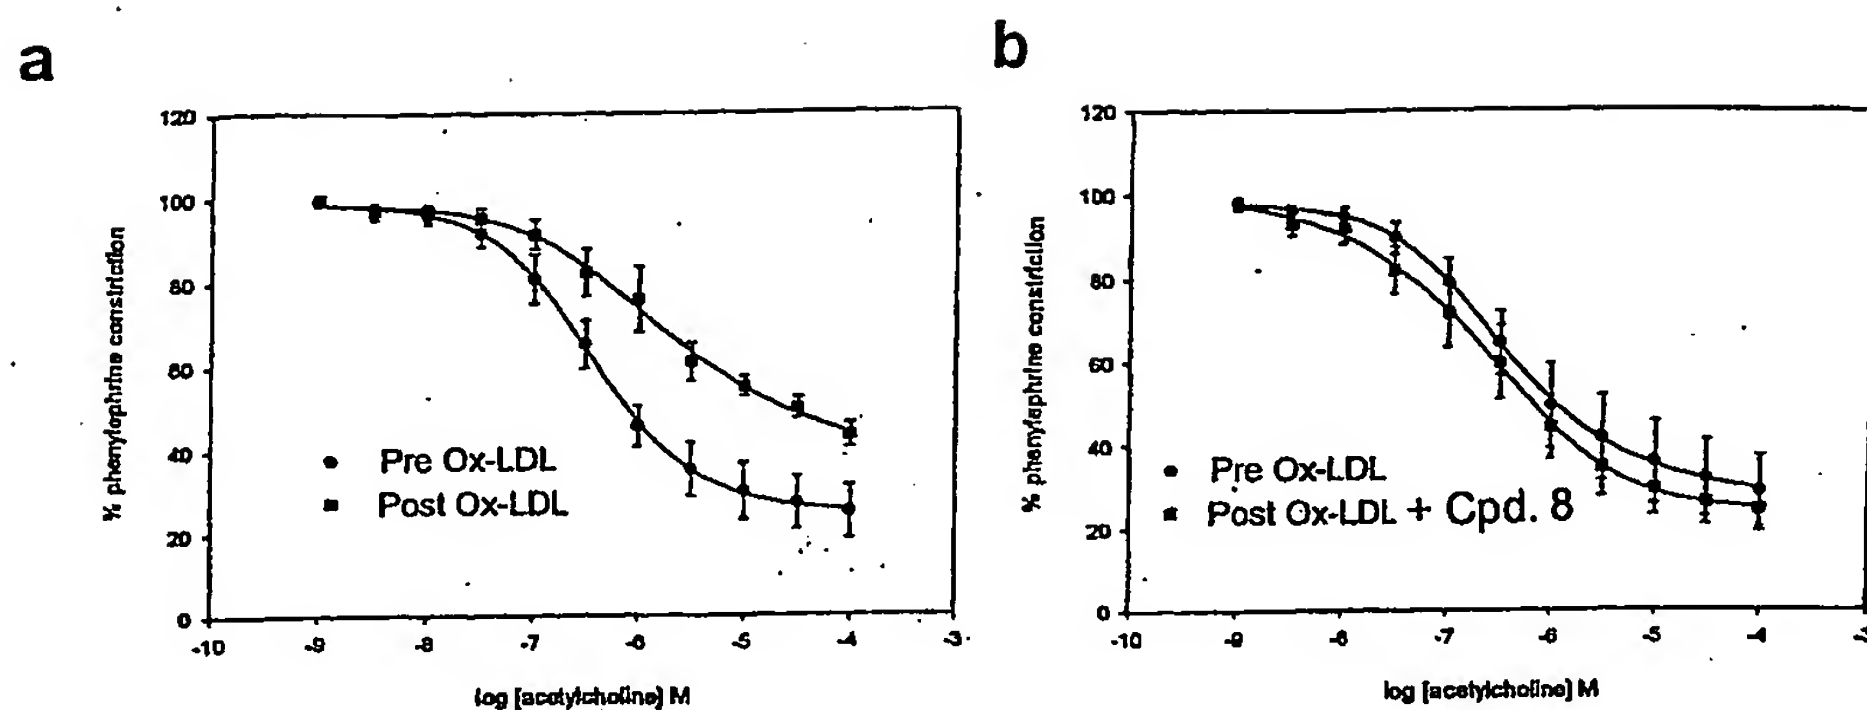 a
120
100
80
60
40
20
0
% phenylephrine constriction
Pre Ox-LDL
Post Ox-LDL
-10 -9 -8 -7 -6 -5 -4 -3
log [acetylcholine] M
b
120
100
80
60
40
20
0
% phenylephrine constriction
Pre Ox-LDL
Post Ox-LDL + Cpd. 8
-10 -9 -8 -7 -6 -5 -4
log [acetylcholine] M